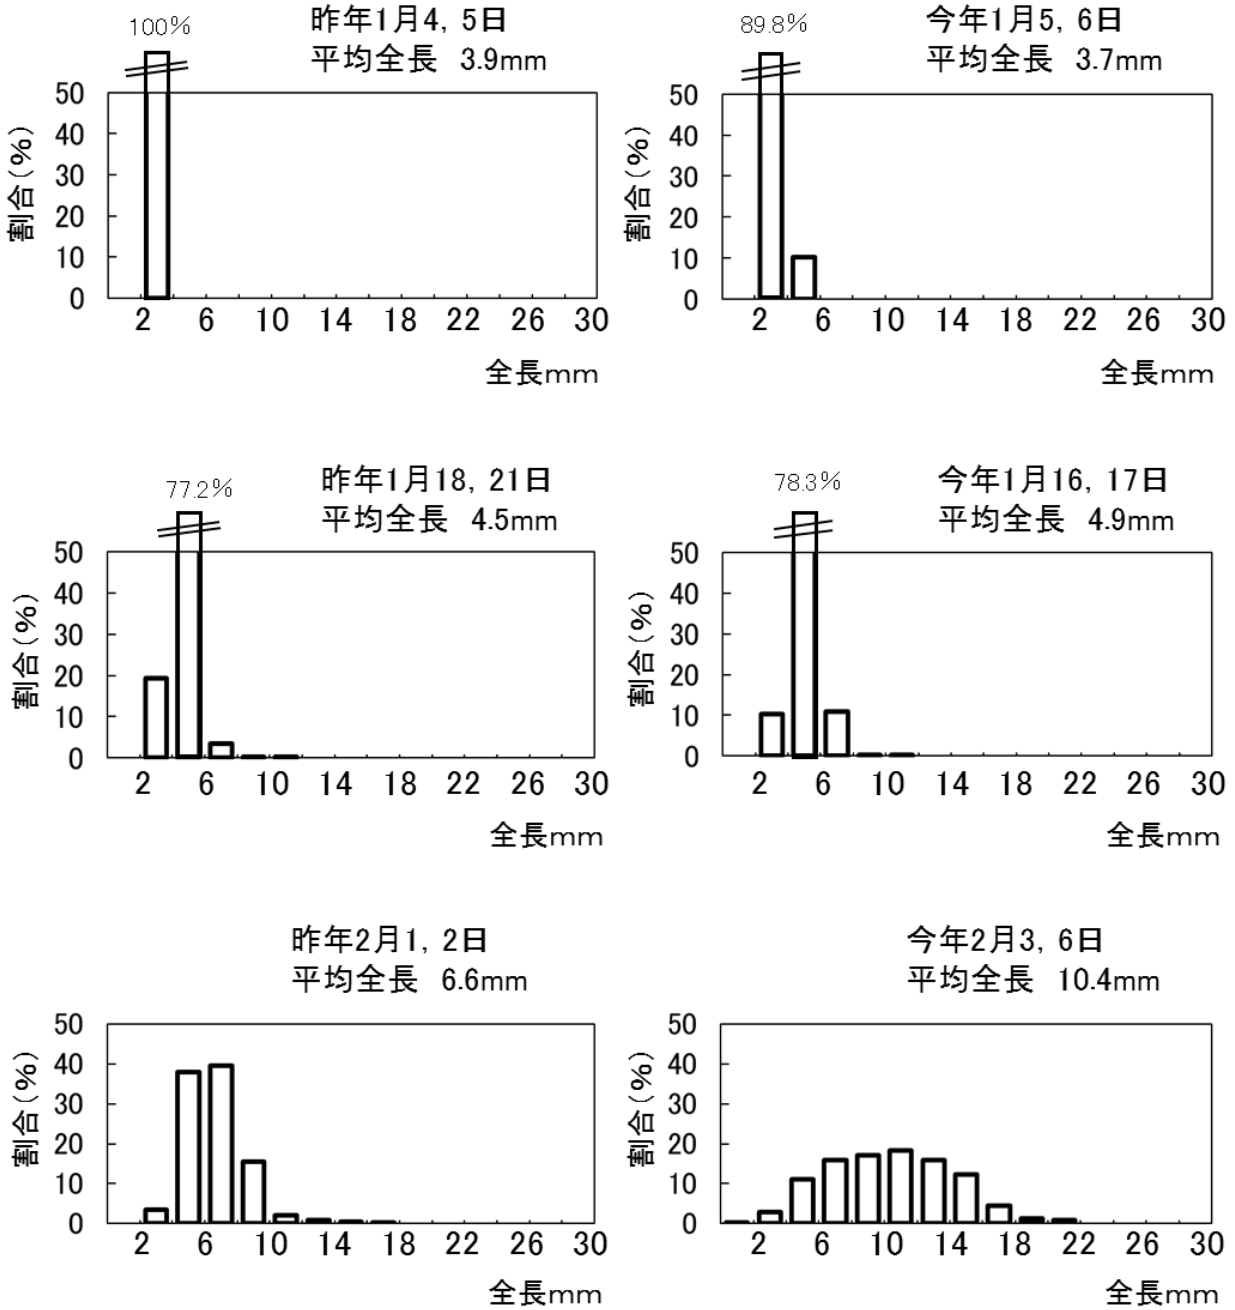 100%
昨年1月4, 5日
平均全長 3.9mm
割合(%)
50
40
30
20
10
0
2 6 10 14 18 22 26 30
全長mm
89.8%
今年1月5, 6日
平均全長 3.7mm
割合(%)
50
40
30
20
10
0
2 6 10 14 18 22 26 30
全長mm
77.2%
昨年1月18, 21日
平均全長 4.5mm
割合(%)
50
40
30
20
10
0
2 6 10 14 18 22 26 30
全長mm
78.3%
今年1月16, 17日
平均全長 4.9mm
割合(%)
50
40
30
20
10
0
2 6 10 14 18 22 26 30
全長mm
昨年2月1, 2日
平均全長 6.6mm
割合(%)
50
40
30
20
10
0
2 6 10 14 18 22 26 30
全長mm
今年2月3, 6日
平均全長 10.4mm
割合(%)
50
40
30
20
10
0
2 6 10 14 18 22 26 30
全長mm